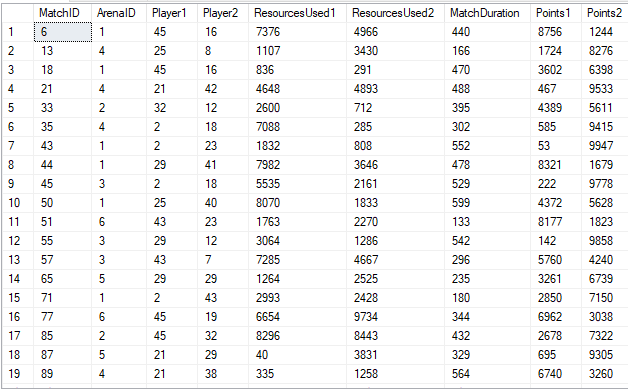 MatchID ArenaID Player1 Player2 ResourcesUsed1 ResourcesUsed2 MatchDuration Points1 Points2
1 6 1 45 16 7376 4966 440 8756 1244
2 13 4 25 8 1107 3430 166 1724 8276
3 18 1 45 16 836 291 470 3602 6398
4 21 4 21 42 4648 4893 488 467 9533
5 33 2 32 12 2600 712 395 4389 5611
6 35 4 2 18 7088 285 302 585 9415
7 43 1 2 23 1832 808 552 53 9947
8 44 1 29 41 7982 3646 478 8321 1679
9 45 3 2 18 5535 2161 529 222 9778
10 50 1 25 40 8070 1833 599 4372 5628
11 51 6 43 23 1763 2270 133 8177 1823
12 55 3 29 12 3064 1286 542 142 9858
13 57 3 43 7 7285 4667 296 5760 4240
14 65 5 29 29 1264 2525 235 3261 6739
15 71 1 2 43 2993 2428 180 2850 7150
16 77 6 45 19 6654 9734 344 6962 3038
17 85 2 45 32 8296 8443 432 2678 7322
18 87 5 21 29 40 3831 329 695 9305
19 89 4 21 38 335 1258 564 6740 3260